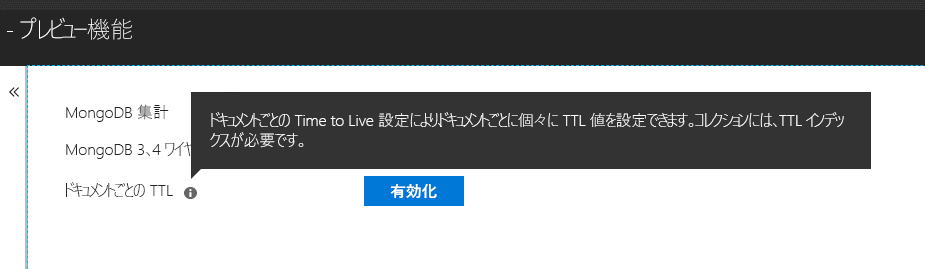 - プレビュー機能
«
MongoDB 集計
ドキュメントごとの Time to Live 設定によりドキュメントごとに個々に TTL 値を設定できます。コレクションには、TTL インデッ
クスが必要です。
MongoDB 3、4 ワイヤ
ドキュメントごとの TTL
有効化